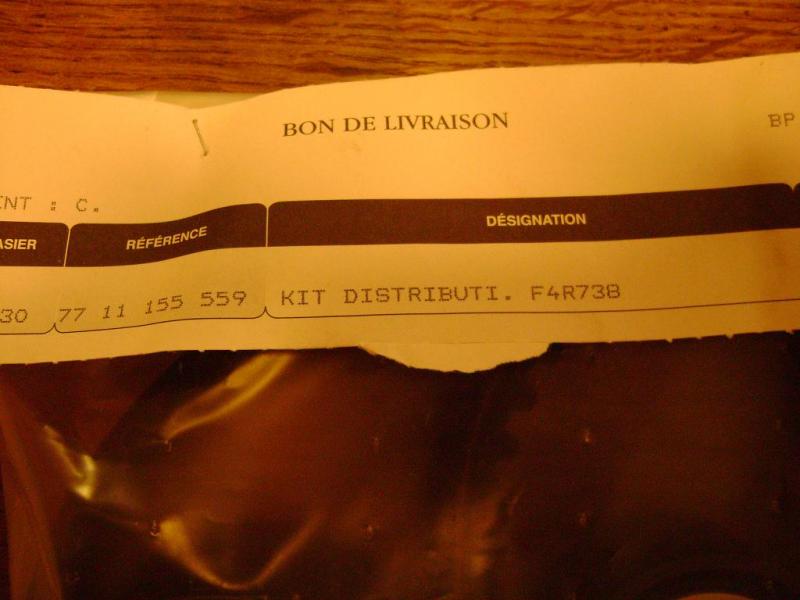 BON DE LIVRAISON
BP
ENT : C.
ASIER RÉFÉRENCE DÉSIGNATION
30 77 11 155 559 KIT DISTRIBUTI. F4R738